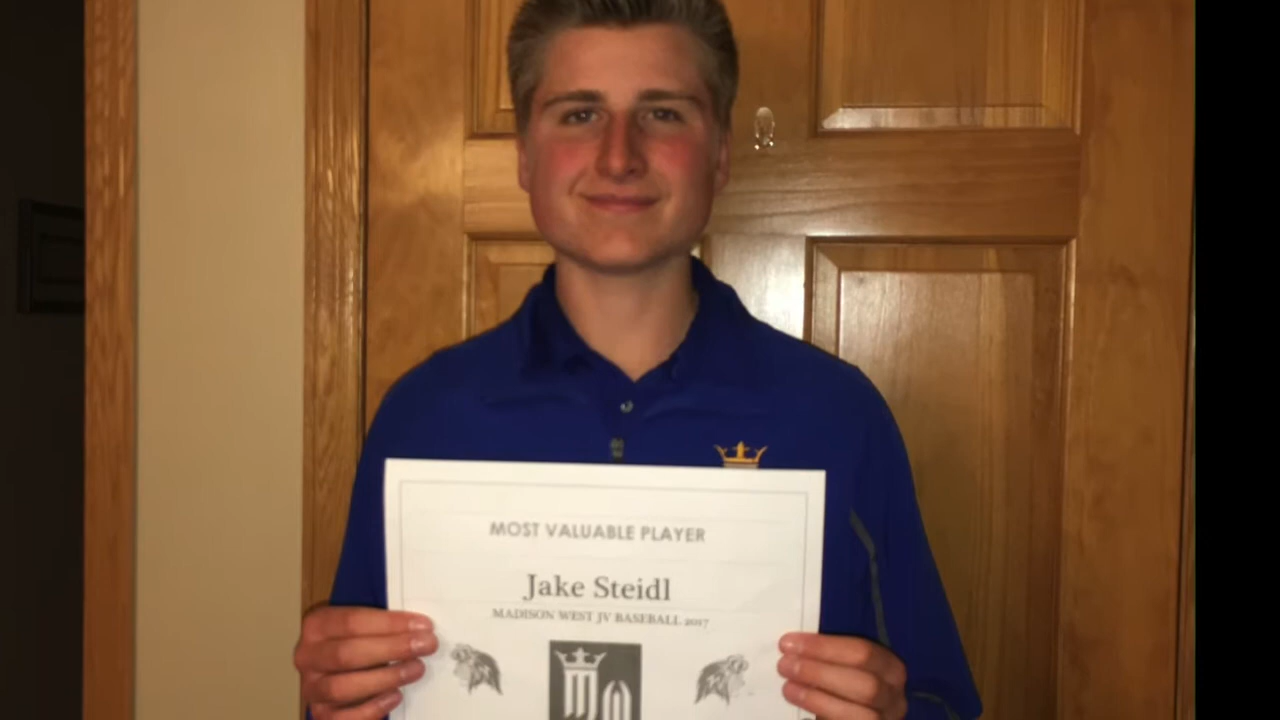 MOST VALUABLE PLAYER
Jake Steidl
MADISON WEST JV BASEBALL 2017